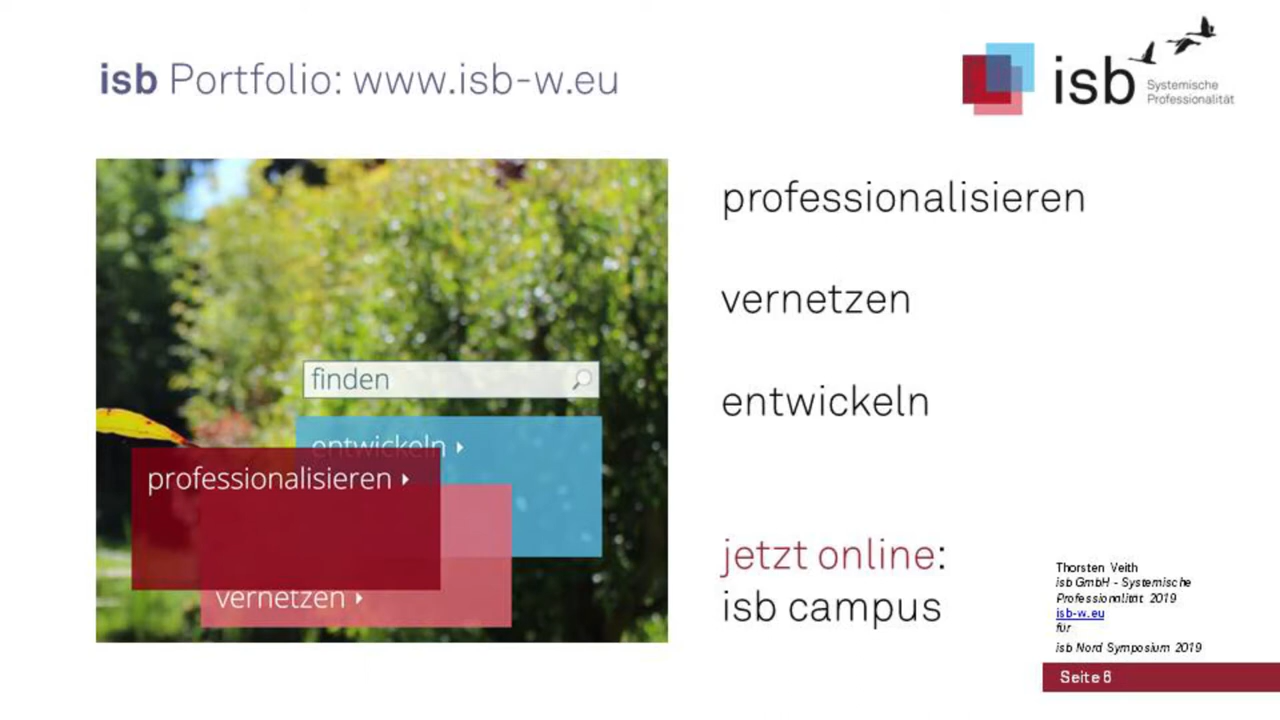 isb Portfolio: www.isb-w.eu
isb
Systemische
Professionalität
professionalisieren
vernetzen
entwickeln
finden
entwickeln
professionalisieren
vernetzen
jetzt online:
isb campus
Thorsten Veith
isb GmbH - Systemische
Professionalität 2019
isb-w.eu
für
isb Nord Symposium 2019
Seite 6